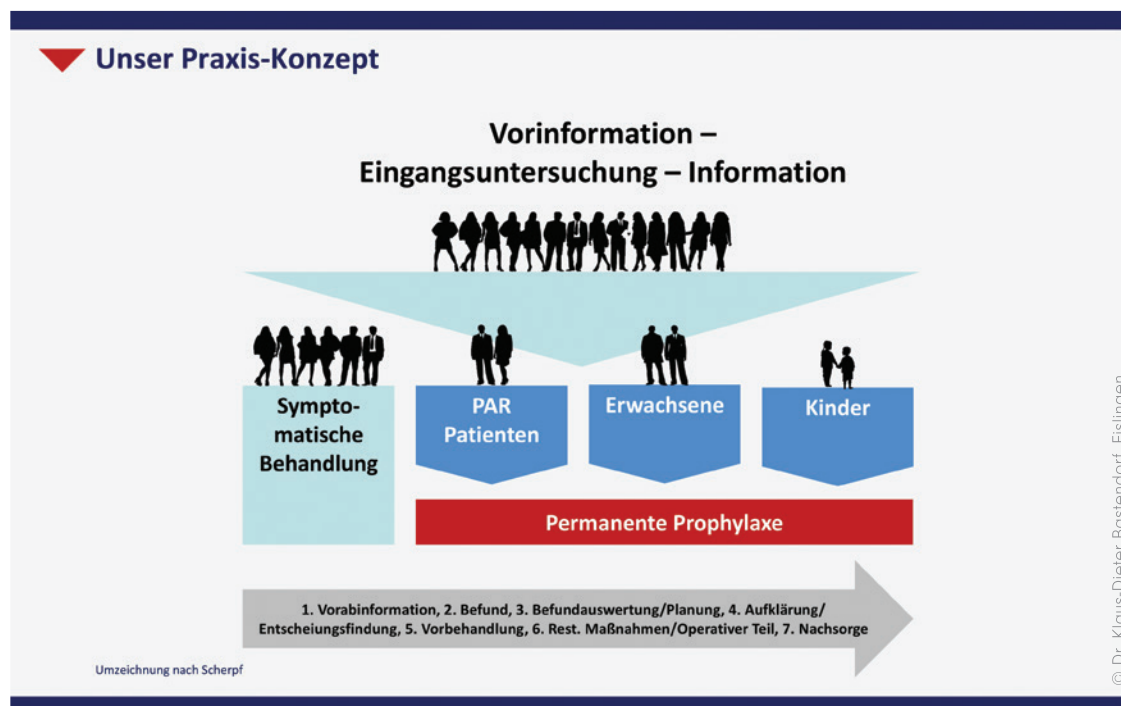 Unser Praxis-Konzept
Vorinformation –
Eingangsuntersuchung – Information
Sympto-
matische
Behandlung
PAR
Patienten
Erwachsene
Kinder
Permanente Prophylaxe
1. Vorabinformation, 2. Befund, 3. Befundauswertung/Planung, 4. Aufklärung/
Entscheiungsfindung, 5. Vorbehandlung, 6. Rest. Maßnahmen/Operativer Teil, 7. Nachsorge
Umzeichnung nach Scherpf
© Dr. Klaus-Dieter Bastendorf, Eislingen